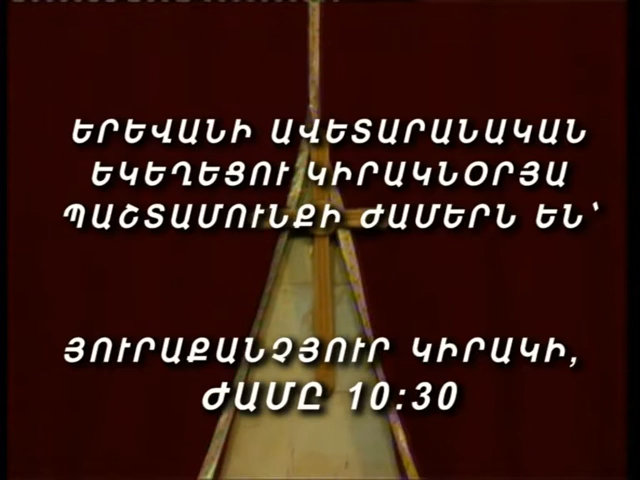 ԵՐԵՎԱՆԻ ԱՎԵՏԱՐԱՆԱԿԱՆ
ԵԿԵՂԵՑՈՒ ԿԻՐԱԿՆՕՐՅԱ
ՊԱՇՏԱՄՈՒՆՔԻ ԺԱՄԵՐՆ ԵՆ՝
ՅՈՒՐԱՔԱՆՉՅՈՒՐ ԿԻՐԱԿԻ,
ԺԱՄԸ 10:30